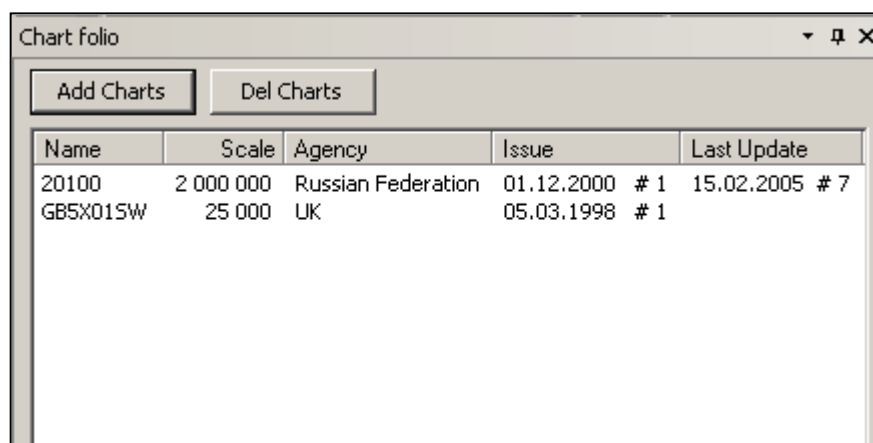 Chart folio
Add Charts Del Charts
Name Scale Agency Issue Last Update
20100 2 000 000 Russian Federation 01.12.2000 # 1 15.02.2005 # 7
GB5X01SW 25 000 UK 05.03.1998 # 1